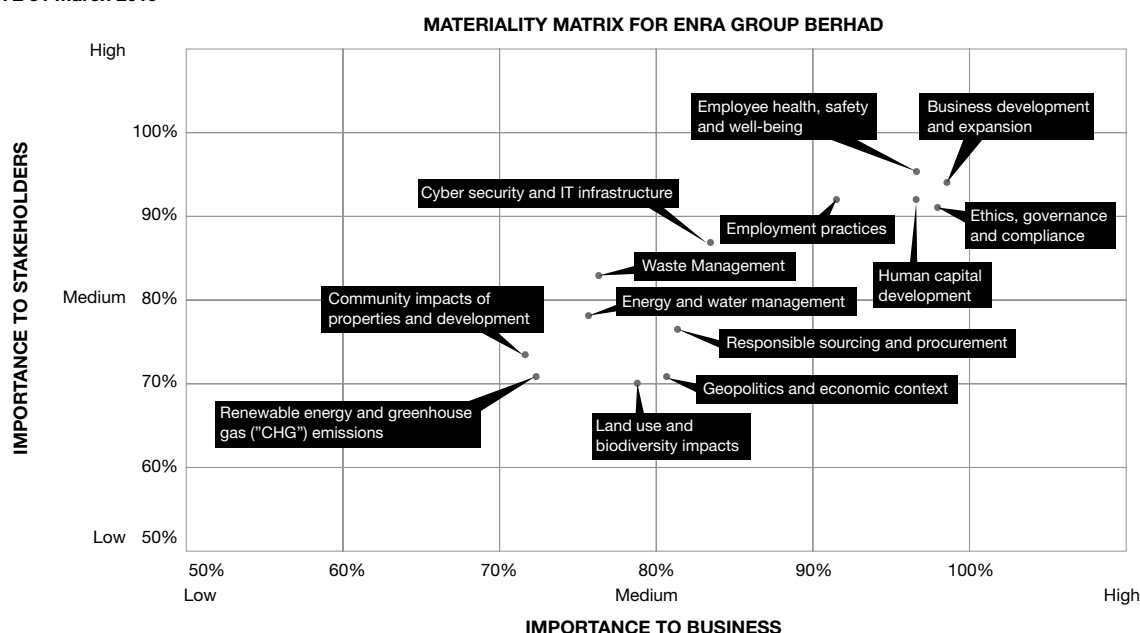 MATERIALITY MATRIX FOR ENRA GROUP BERHAD
High
Employee health, safety
and well-being
Business development
and expansion
100%
Cyber security and IT infrastructure
90%
Employment practices
Ethics, governance
and compliance
Waste Management
Human capital
development
IMPORTANCE TO STAKEHOLDERS
Medium
80%
Community impacts of
properties and development
Energy and water management
Responsible sourcing and procurement
70%
Geopolitics and economic context
Renewable energy and greenhouse
gas (”CHG”) emissions
Land use and
biodiversity impacts
60%
Low 50%
50% 60% 70% 80% 90% 100%
Low Medium High
IMPORTANCE TO BUSINESS